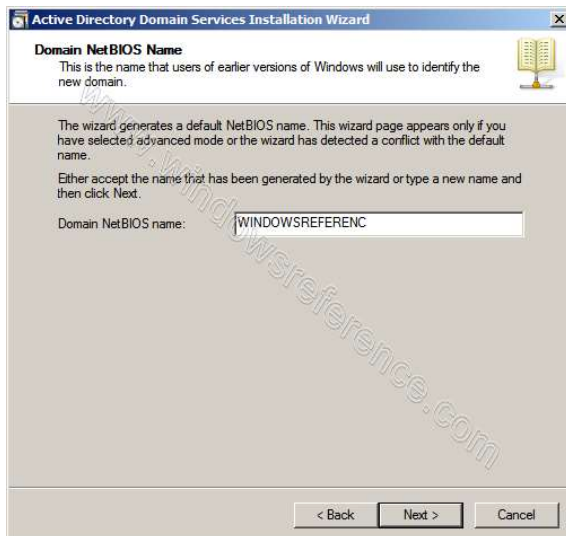 Active Directory Domain Services Installation Wizard
Domain NetBIOS Name
This is the name that users of earlier versions of Windows will use to identify the
new domain.
The wizard generates a default NetBIOS name. This wizard page appears only if you
have selected advanced mode or the wizard has detected a conflict with the default
name.
Either accept the name that has been generated by the wizard or type a new name and
then click Next.
Domain NetBIOS name: WINDOWSREFERENC
www.windowsreference.com
< Back Next > Cancel